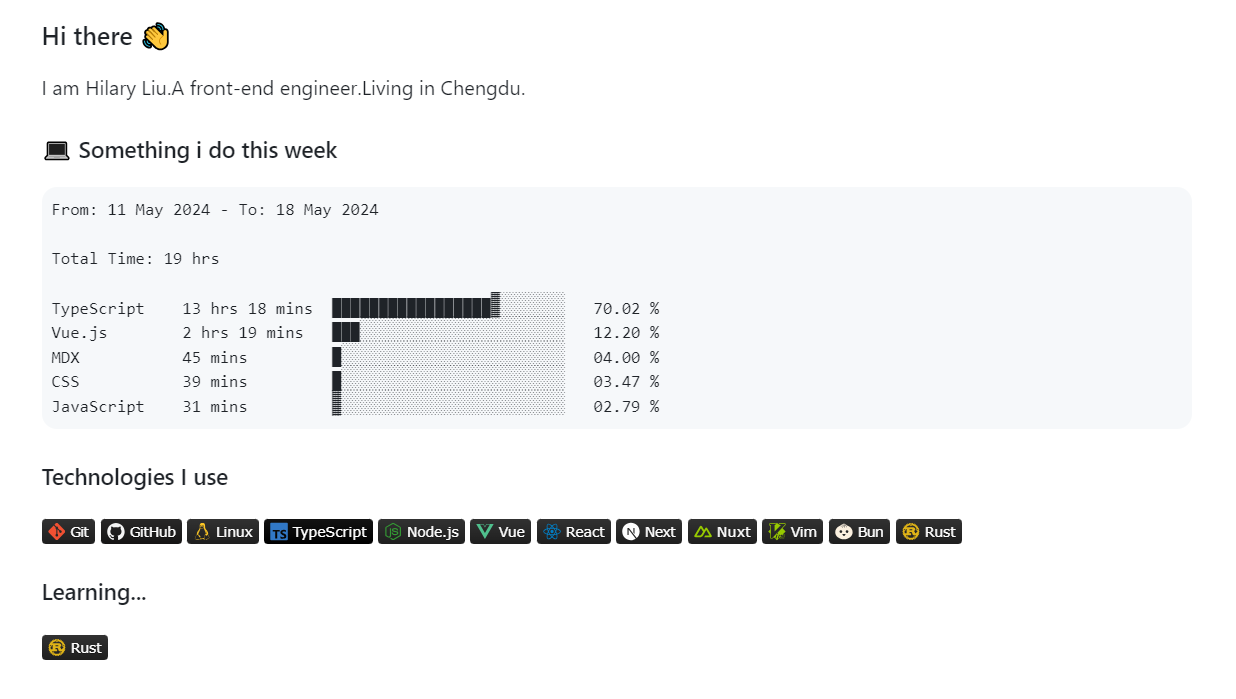 Hi there 👋
I am Hilary Liu.A front-end engineer.Living in Chengdu.
💻 Something i do this week
From: 11 May 2024 - To: 18 May 2024
Total Time: 19 hrs
TypeScript 13 hrs 18 mins 70.02 %
Vue.js 2 hrs 19 mins 12.20 %
MDX 45 mins 04.00 %
CSS 39 mins 03.47 %
JavaScript 31 mins 02.79 %
Technologies I use
Git GitHub Linux TS TypeScript Node.js Vue React Next Nuxt Vim Bun Rust
Learning...
Rust